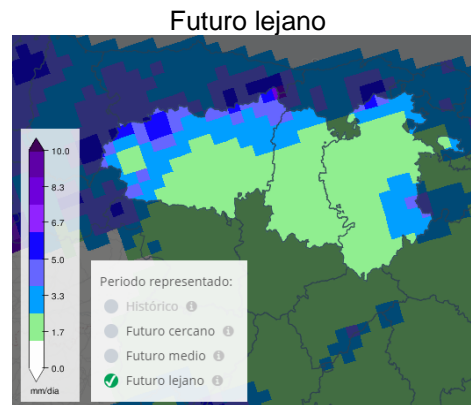 Futuro lejano
10.0
8.3
6.7
5.0
3.3
1.7
0.0
mm/dia
Periodo representado:
Histórico
Futuro cercano
Futuro medio
Futuro lejano